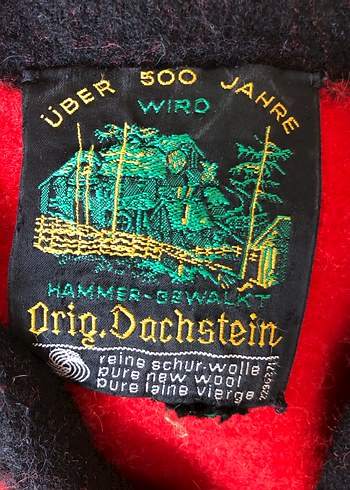 ÜBER 500 JAHRE
WIRD
HAMMER-GEWALKT
Orig. Dachstein
reine schur-wolle
pure new wool
pure laine vierge